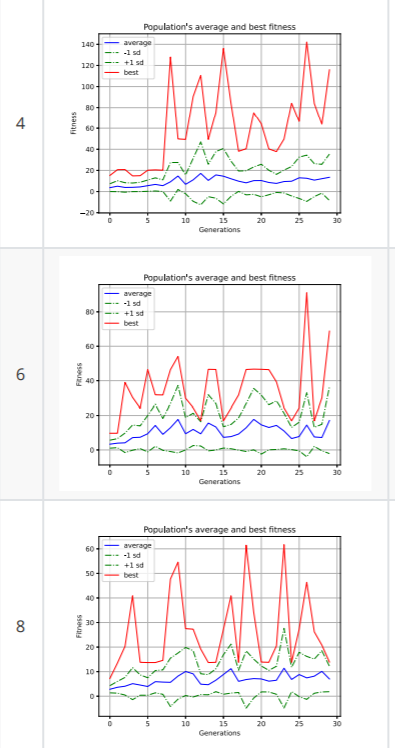 4
Population's average and best fitness
Fitness
140
120
100
80
60
40
20
0
−20
average
-1 sd
+1 sd
best
0 5 10 15 20 25 30
Generations
6
Population's average and best fitness
Fitness
80
60
40
20
0
average
-1 sd
+1 sd
best
0 5 10 15 20 25 30
Generations
8
Population's average and best fitness
Fitness
60
50
40
30
20
10
0
average
-1 sd
+1 sd
best
0 5 10 15 20 25 30
Generations